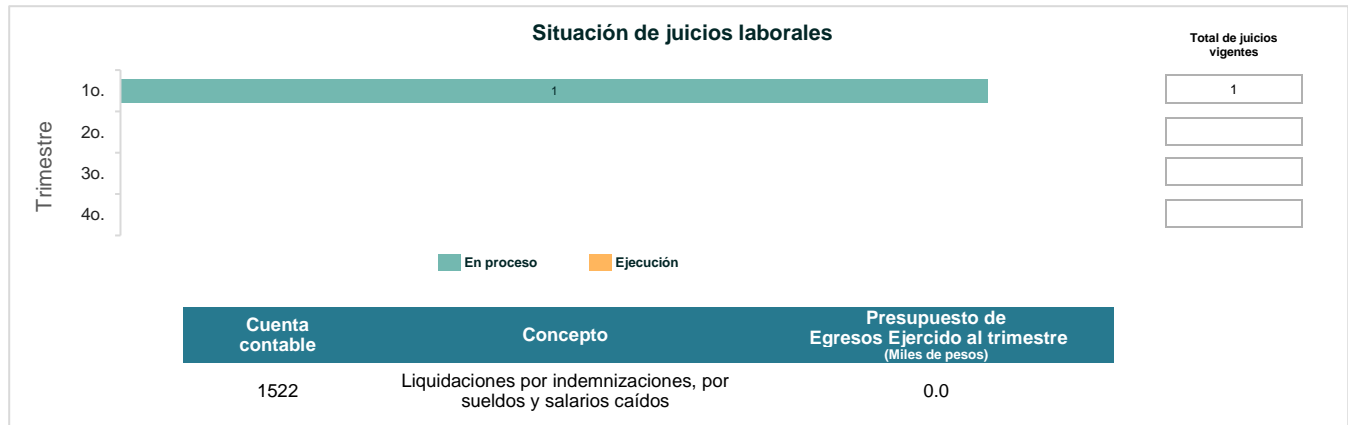 Situación de juicios laborales
Total de juicios
vigentes
Trimestre
1o.
1
1
2o.
3o.
4o.
En proceso
Ejecución
Cuenta
contable
Concepto
Presupuesto de
Egresos Ejercido al trimestre
(Miles de pesos)
1522
Liquidaciones por indemnizaciones, por
sueldos y salarios caídos
0.0